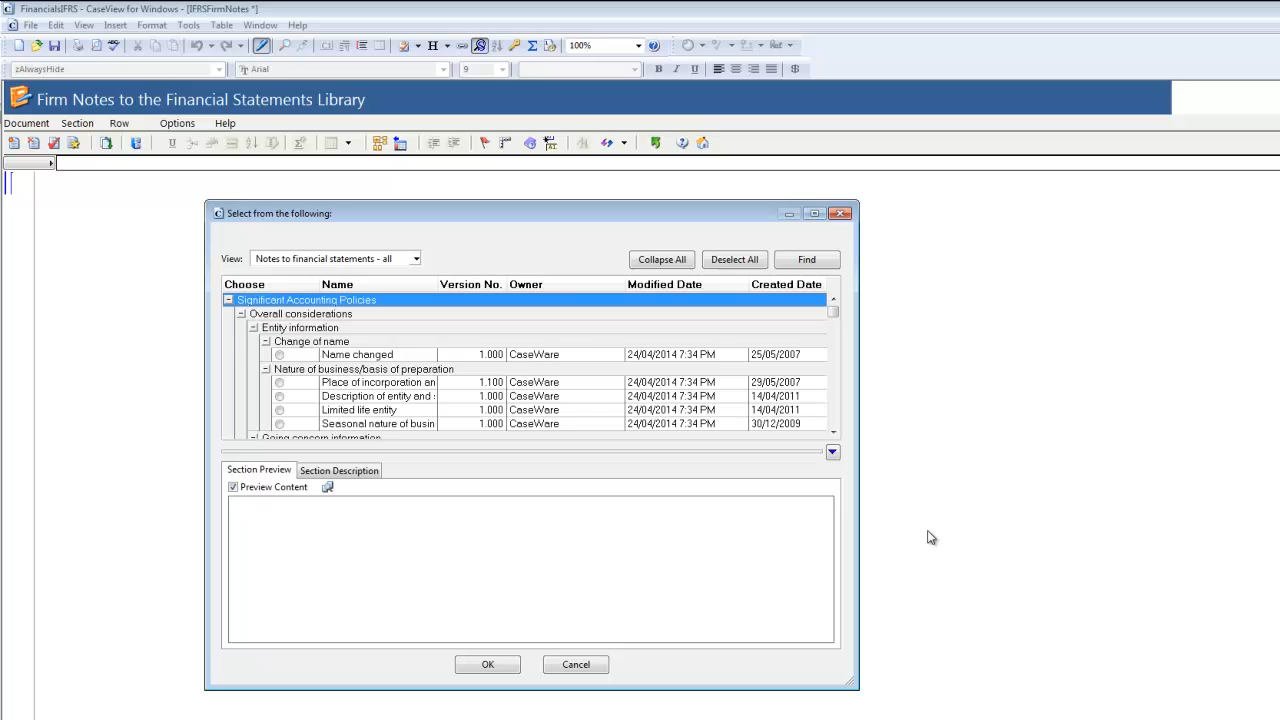 FinancialsIFRS - CaseView for Windows - [IFRSFirmNotes *]
File Edit View Insert Format Tools Table Window Help
100%
zAlwaysHide Arial 9 B I U $
Firm Notes to the Financial Statements Library
Document Section Row Options Help
Select from the following:
View: Notes to financial statements - all Collapse All Deselect All Find
Choose Name Version No. Owner Modified Date Created Date
Significant Accounting Policies
Overall considerations
Entity information
Change of name
Name changed 1.000 CaseWare 24/04/2014 7:34 PM 25/05/2007
Nature of business/basis of preparation
Place of incorporation an 1.100 CaseWare 24/04/2014 7:34 PM 29/05/2007
Description of entity and 1.000 CaseWare 24/04/2014 7:34 PM 14/04/2011
Limited life entity 1.000 CaseWare 24/04/2014 7:34 PM 14/04/2011
Seasonal nature of busin 1.000 CaseWare 24/04/2014 7:34 PM 30/12/2009
Going concern information
Section Preview Section Description
Preview Content
OK Cancel